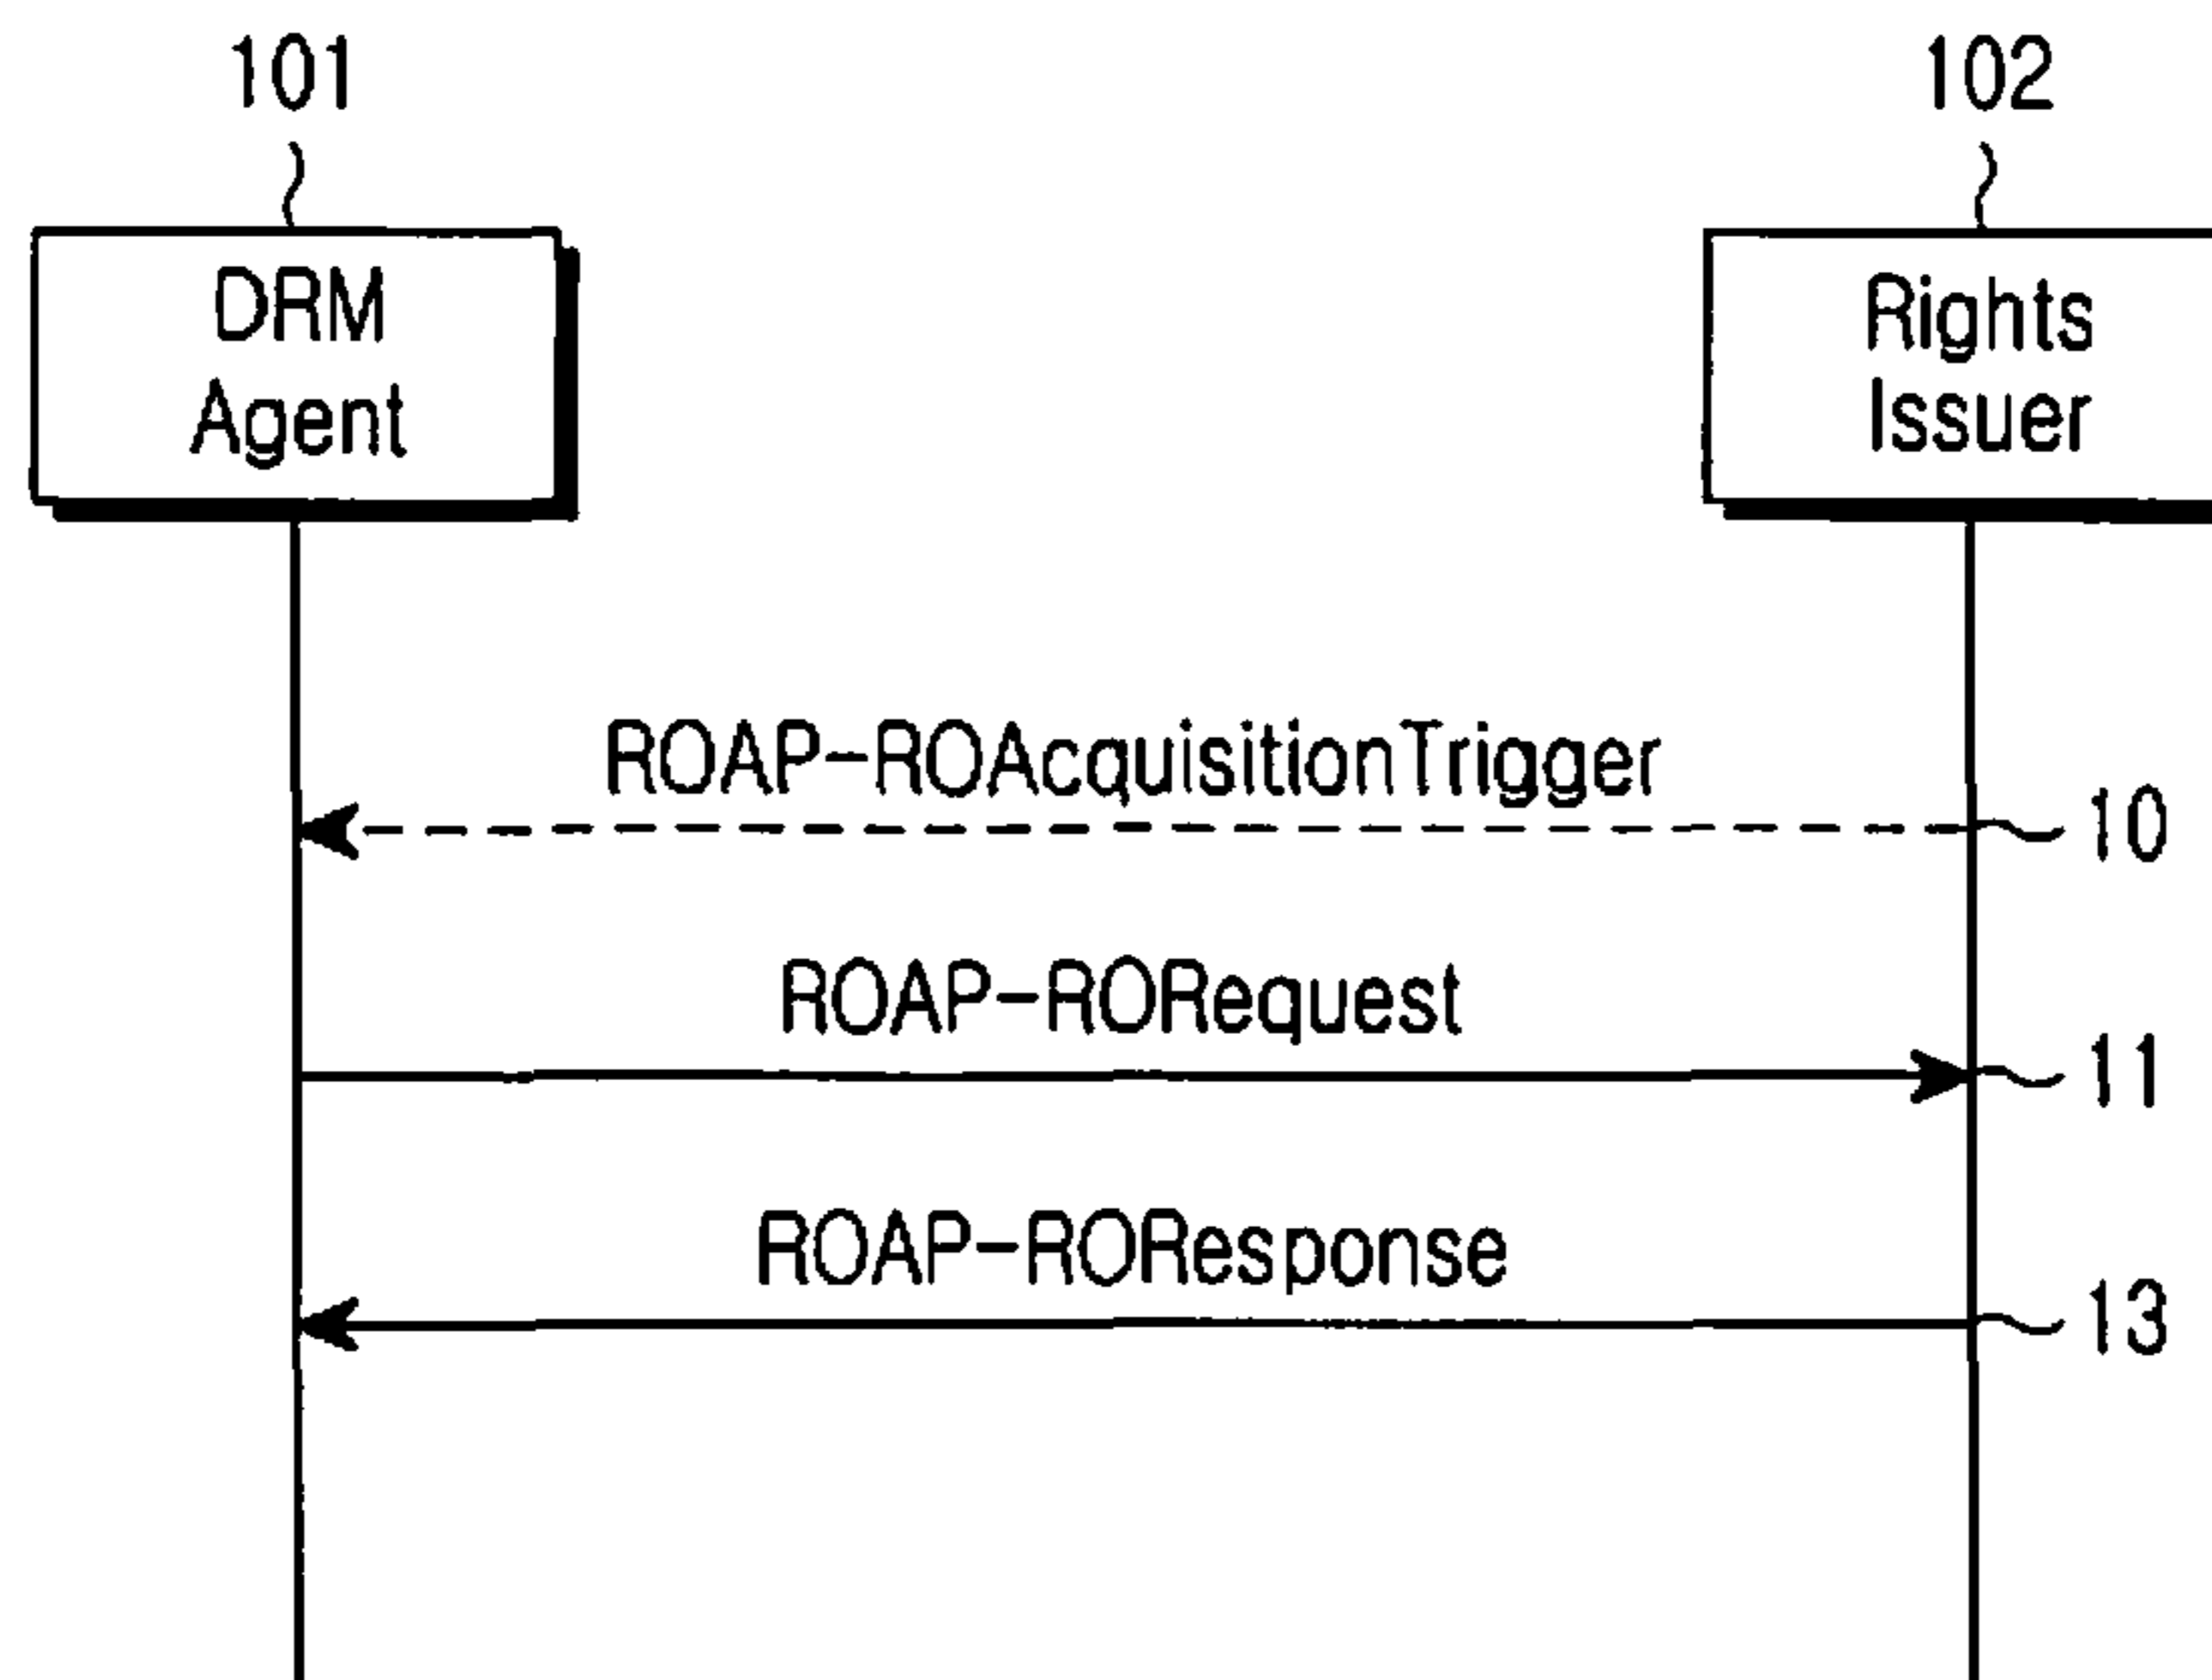 101
102
DRM
Agent
Rights
Issuer
ROAP-ROAcquisitionTrigger
10
ROAP-RORequest
11
ROAP-ROResponse
13